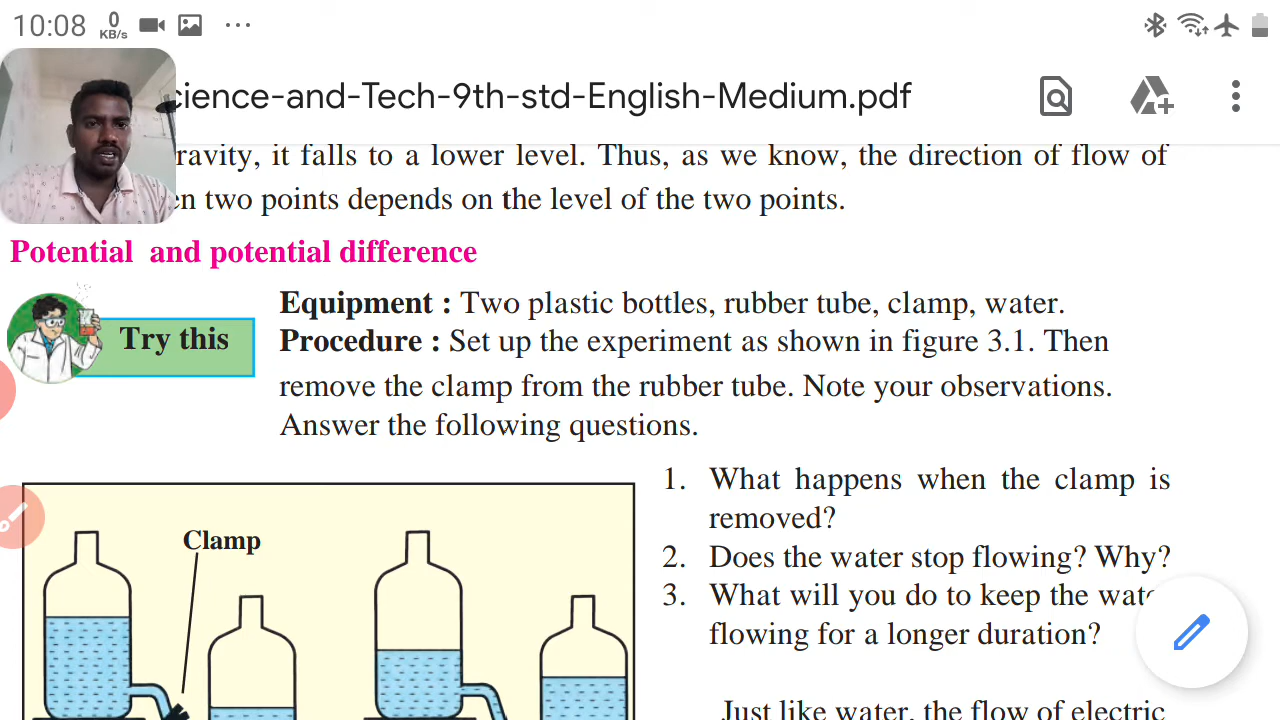 10:08 0 KB/s ...
cience-and-Tech-9th-std-English-Medium.pdf
ravity, it falls to a lower level. Thus, as we know, the direction of flow of
en two points depends on the level of the two points.
Potential and potential difference
Try this
Equipment : Two plastic bottles, rubber tube, clamp, water.
Procedure : Set up the experiment as shown in figure 3.1. Then
remove the clamp from the rubber tube. Note your observations.
Answer the following questions.
Clamp
1. What happens when the clamp is
removed?
2. Does the water stop flowing? Why?
3. What will you do to keep the wate
flowing for a longer duration?
Just like water, the flow of electric